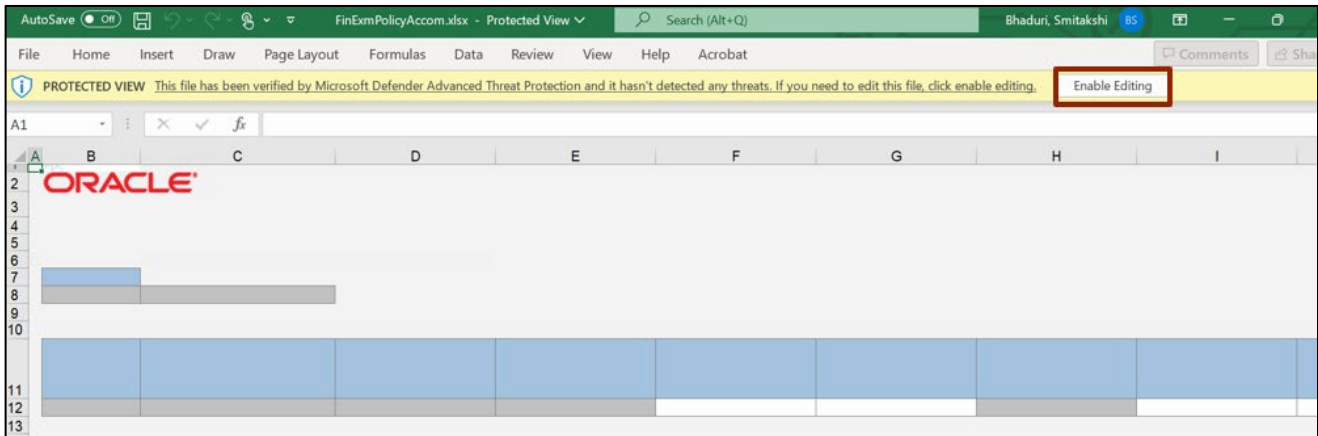 AutoSave Off FinExmPolicyAccom.xlsx - Protected View Search (Alt+Q) Bhaduri, Smitakshi BS
File Home Insert Draw Page Layout Formulas Data Review View Help Acrobat Comments Sha
PROTECTED VIEW This file has been verified by Microsoft Defender Advanced Threat Protection and it hasn't detected any threats. If you need to edit this file, click enable editing. Enable Editing
A1 fx
A B C D E F G H I
2 ORACLE
3
4
5
6
7
8
9
10
11
12
13